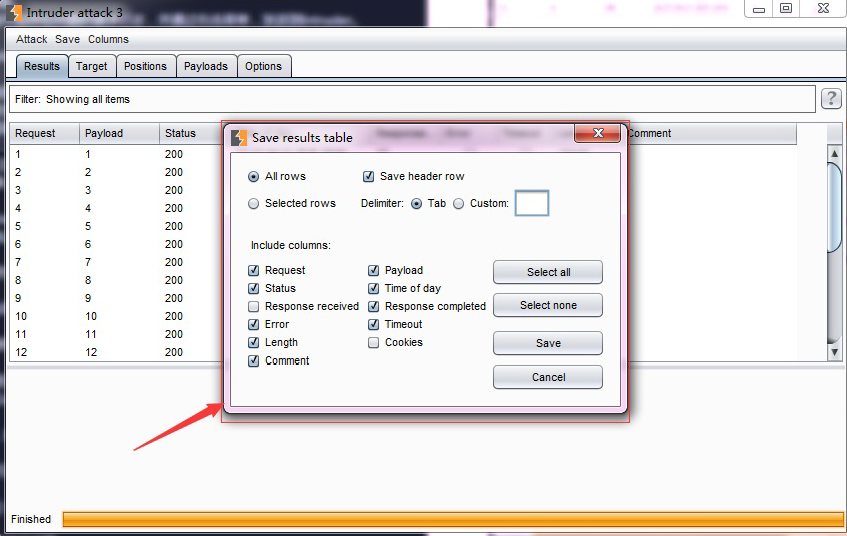 Intruder attack 3
Attack Save Columns
Results Target Positions Payloads Options
Filter: Showing all items
?
Request Payload Status Comment
1 1 200
2 2 200
3 3 200
4 4 200
5 5 200
6 6 200
7 7 200
8 8 200
9 9 200
10 10 200
11 11 200
12 12 200
Save results table
All rows Save header row
Selected rows Delimiter: Tab Custom:
Include columns:
Request Payload
Status Time of day
Response received Response completed
Error Timeout
Length Cookies
Comment
Select all
Select none
Save
Cancel
Finished